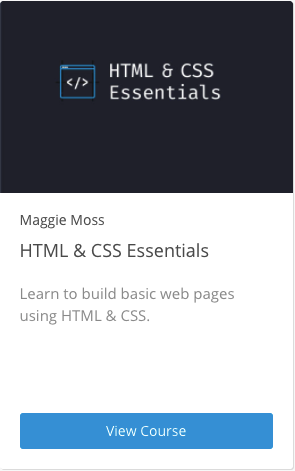 </>
HTML & CSS
Essentials
Maggie Moss
HTML & CSS Essentials
Learn to build basic web pages
using HTML & CSS.
View Course